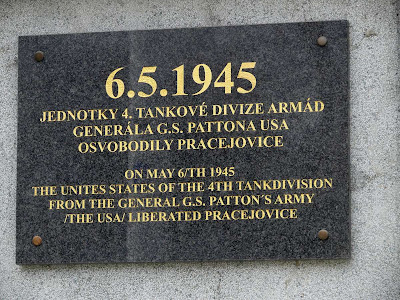 6.5.1945
JEDNOTKY 4. TANKOVÉ DIVIZE ARMÁD
GENERÁLA G.S. PATTONA USA
OSVOBODILY PRACEJOVICE
ON MAY 6/TH 1945
THE UNITES STATES OF THE 4TH TANKDIVISION
FROM THE GENERAL G.S. PATTON´S ARMY
/THE USA/ LIBERATED PRACEJOVICE